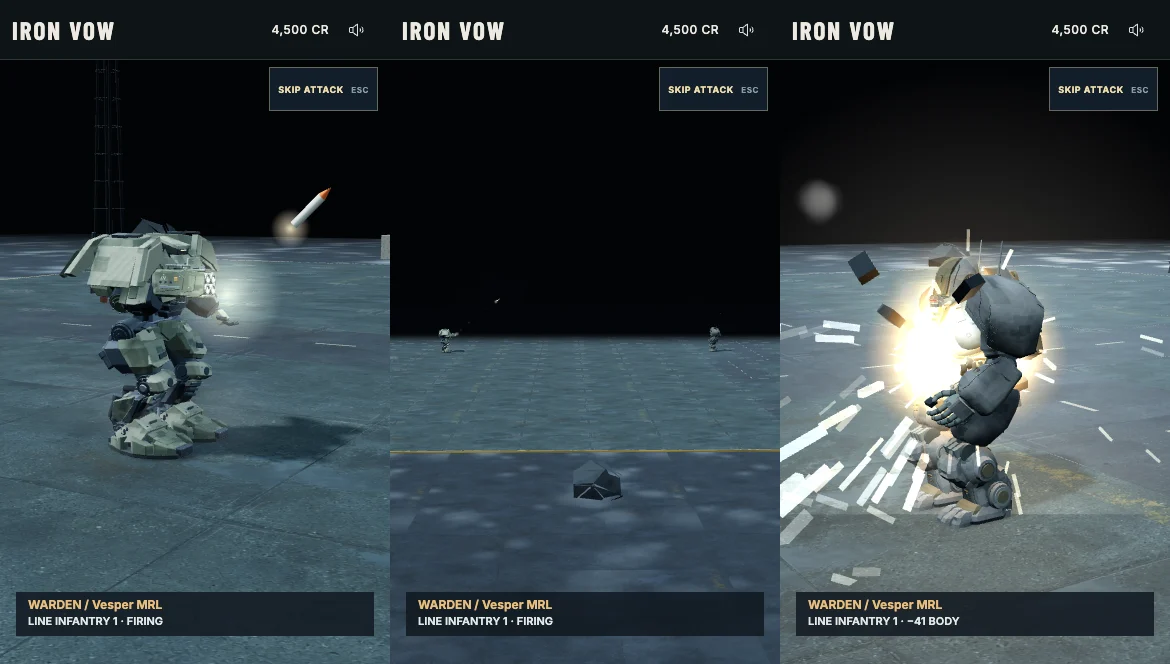 IRON VOW
4,500 CR
SKIP ATTACK ESC
WARDEN / Vesper MRL
LINE INFANTRY 1 · FIRING
IRON VOW
4,500 CR
SKIP ATTACK ESC
WARDEN / Vesper MRL
LINE INFANTRY 1 · FIRING
IRON VOW
4,500 CR
SKIP ATTACK ESC
WARDEN / Vesper MRL
LINE INFANTRY 1 · −41 BODY